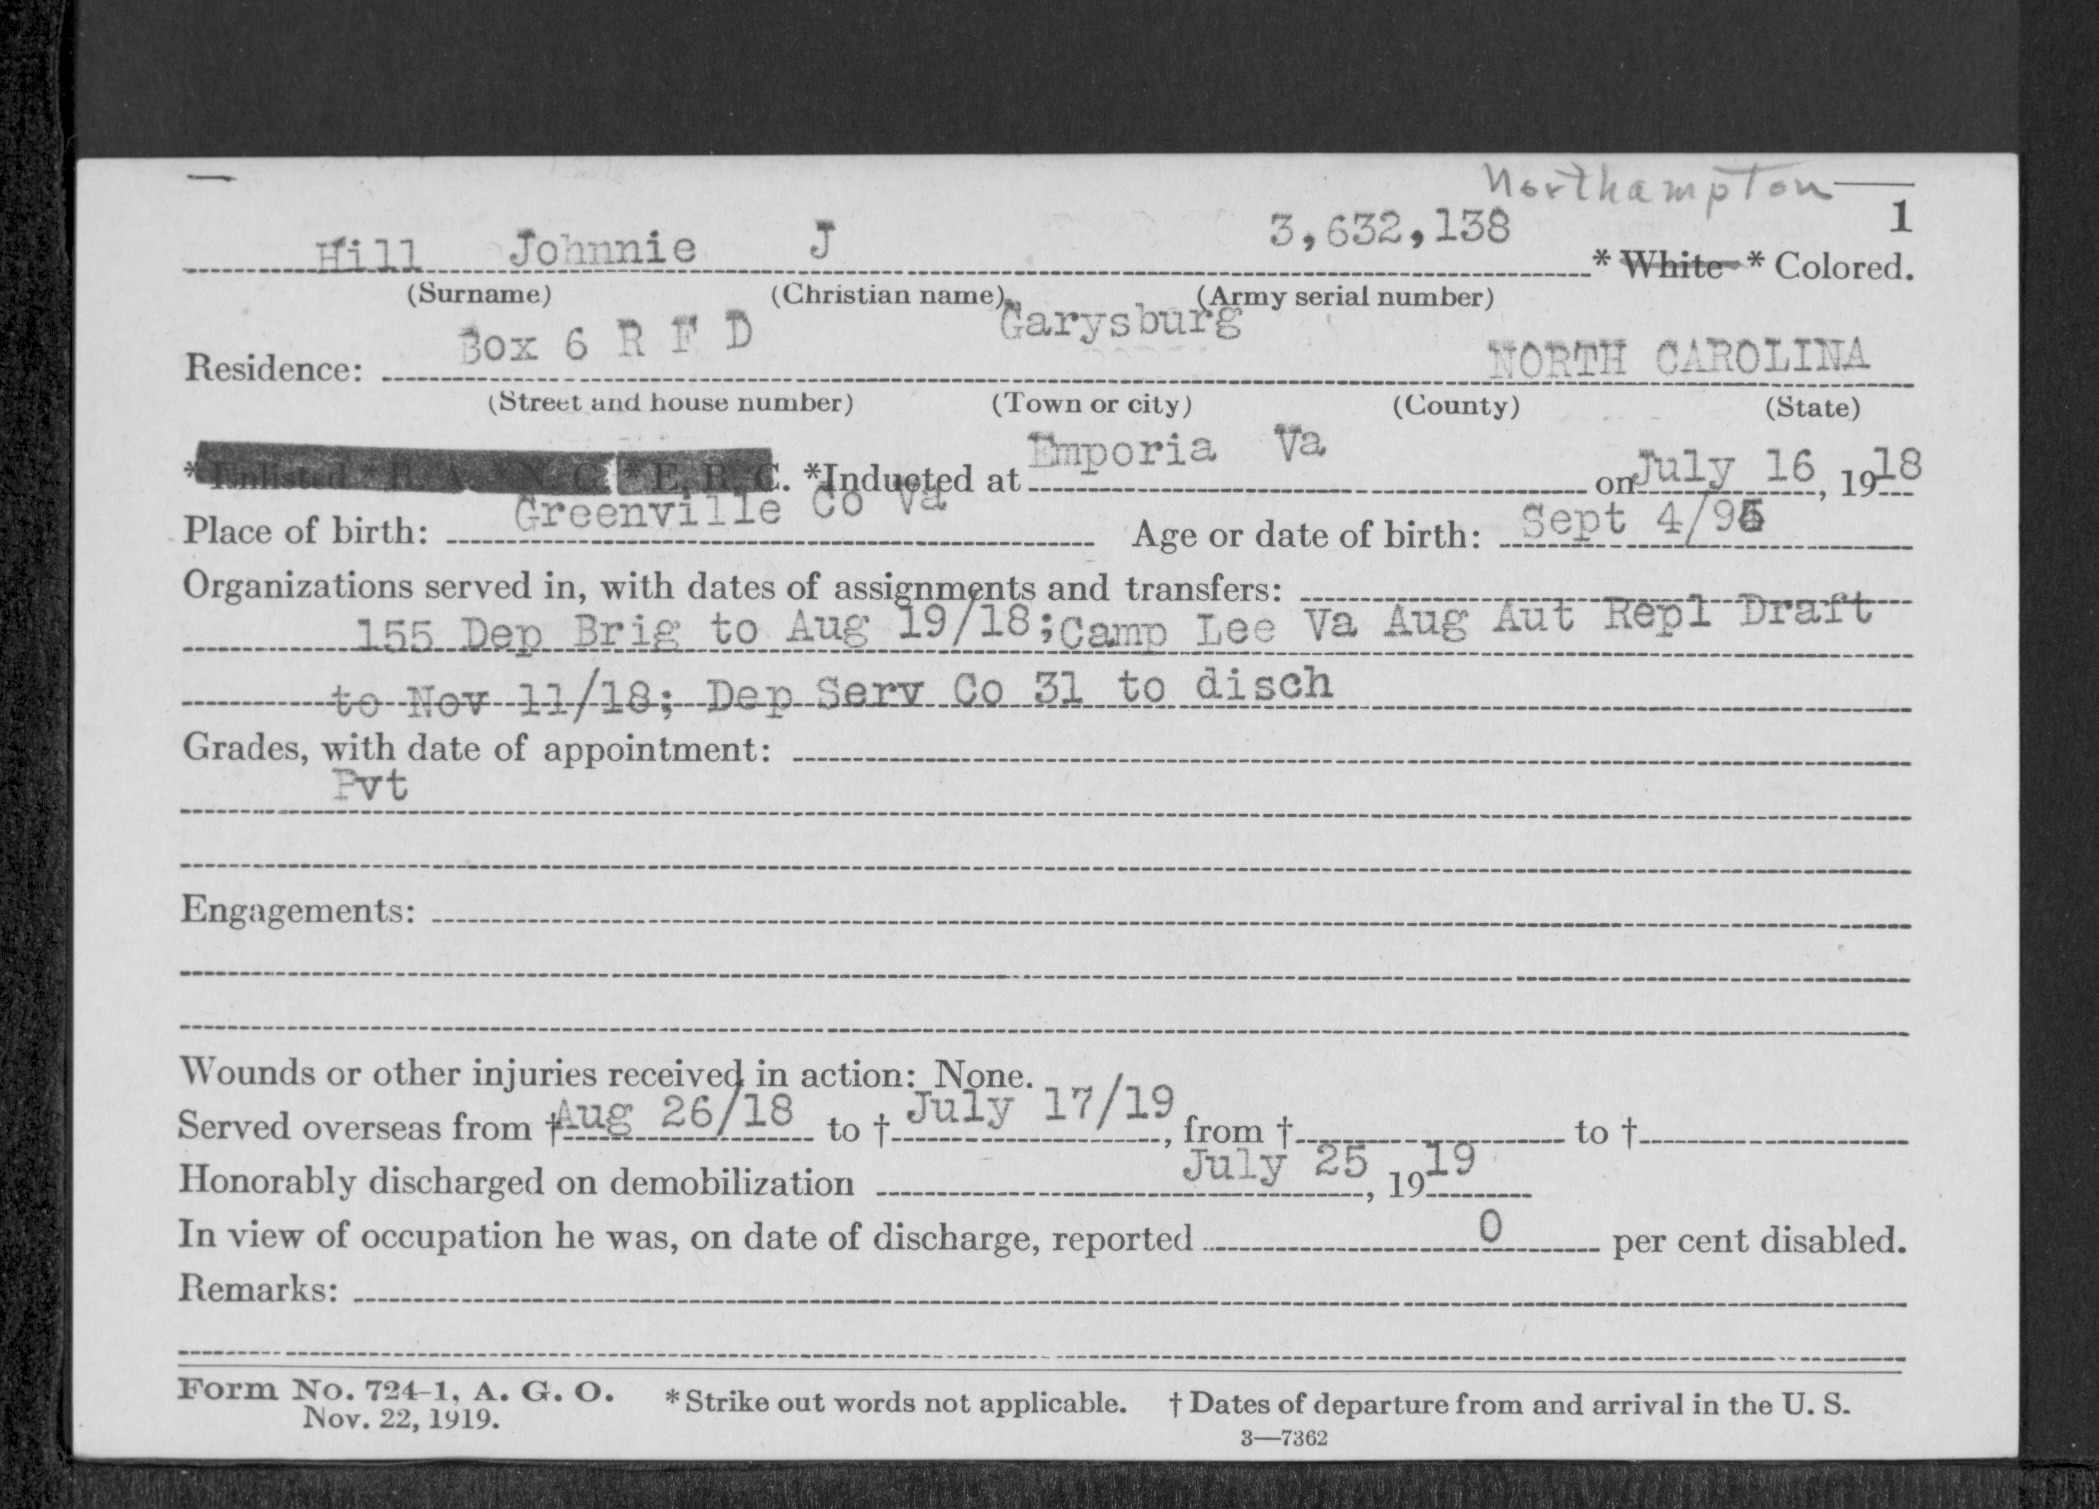 Northampton
1
Hill Johnnie J 3,632,138 * White * Colored.
(Surname) (Christian name) (Army serial number)
Residence: Box 6 R F D Garysburg NORTH CAROLINA
(Street and house number) (Town or city) (County) (State)
*Enlisted R. A. *N. G. *E. R. C. *Inducted at Emporia Va on July 16, 1918
Place of birth: Greenville Co Va Age or date of birth: Sept 4/95
Organizations served in, with dates of assignments and transfers:
155 Dep Brig to Aug 19/18; Camp Lee Va Aug Aut Repl Draft
to Nov 11/18; Dep Serv Co 31 to disch
Grades, with date of appointment:
Pvt
Engagements:
Wounds or other injuries received in action: None.
Served overseas from † Aug 26/18 to † July 17/19, from † to †
Honorably discharged on demobilization July 25, 1919
In view of occupation he was, on date of discharge, reported 0 per cent disabled.
Remarks:
Form No. 724-1, A. G. O. *Strike out words not applicable. † Dates of departure from and arrival in the U. S.
Nov. 22, 1919.
3—7362